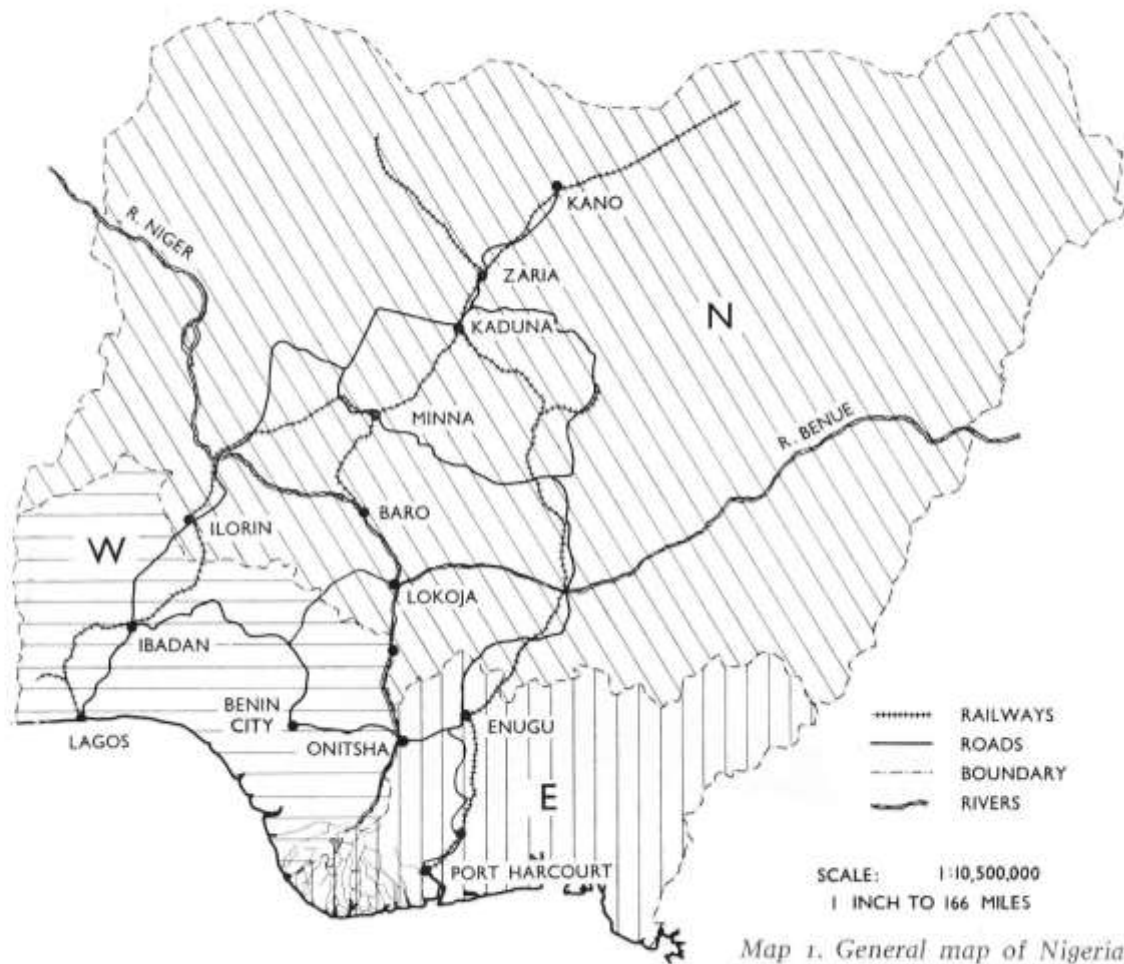 R. NIGER
KANO
ZARIA
N
KADUNA
MINNA
R. BENUE
BARO
ILORIN
W
LOKOJA
IBADAN
BENIN
CITY
ENUGU
LAGOS
ONITSHA
E
PORT HARCOURT
RAILWAYS
ROADS
BOUNDARY
RIVERS
SCALE: 1:10,500,000
1 INCH TO 166 MILES
Map 1. General map of Nigeria